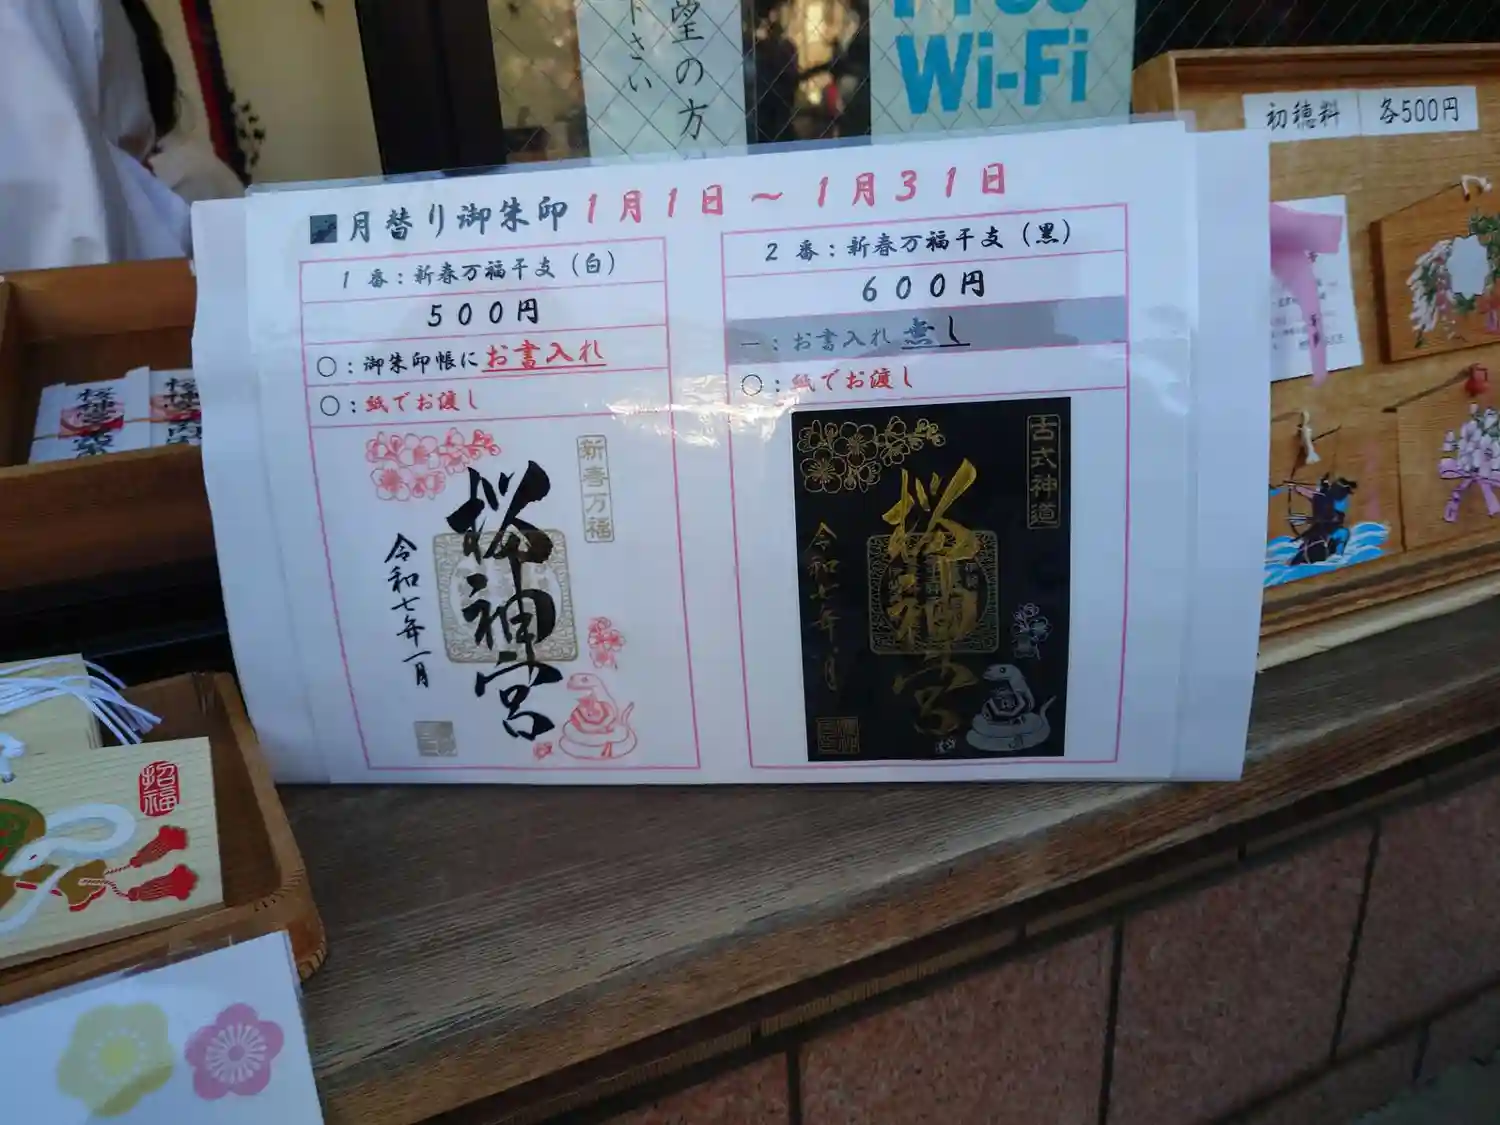 望の方
下さい
Free
Wi-Fi
初穂料 各500円
■月替り御朱印 1月1日 ~ 1月31日
1 番:新春万福干支(白)
500円
○:御朱印帳にお書入れ
○:紙でお渡し
新春万福
桜神宮
令和七年一月
2 番:新春万福干支(黒)
600円
―:お書入れ 無し
○:紙でお渡し
古式神道
桜神宮
令和七年一月
招福